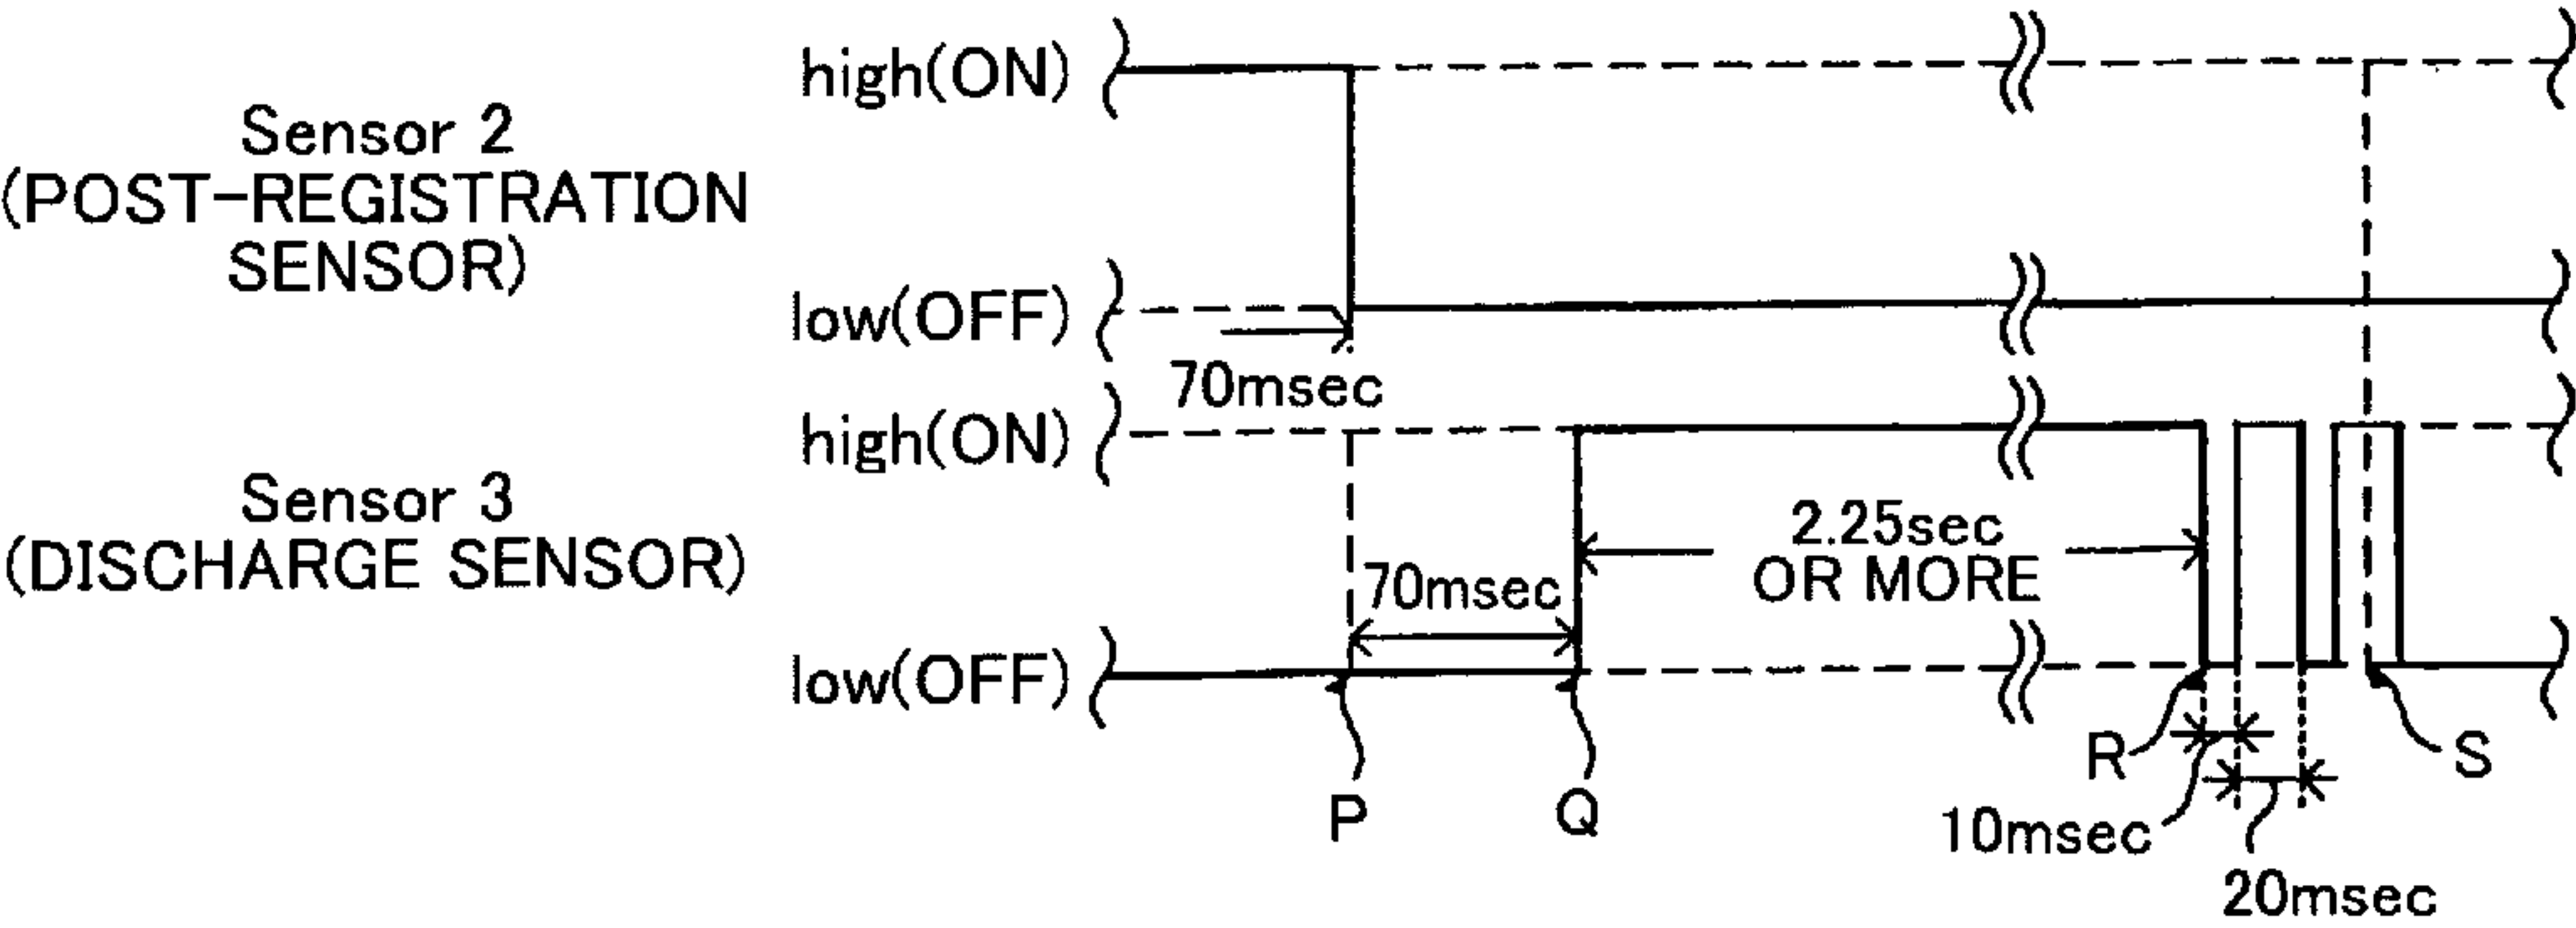 high(ON)
Sensor 2
(POST-REGISTRATION
SENSOR)
low(OFF)
70msec
high(ON)
Sensor 3
(DISCHARGE SENSOR)
2.25sec
OR MORE
70msec
low(OFF)
R
S
P
Q
10msec
20msec